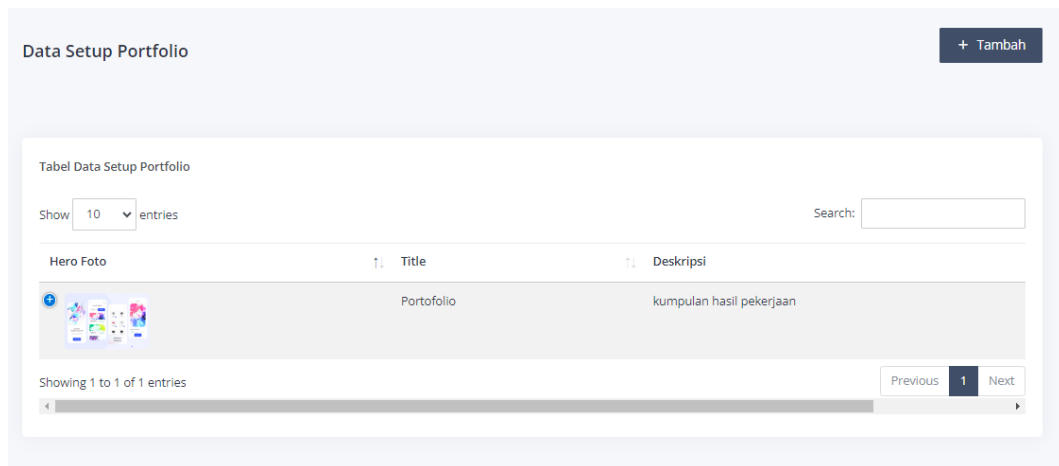 Data Setup Portfolio
+ Tambah
Tabel Data Setup Portfolio
Show 10 entries
Search:
Hero Foto Title Deskripsi
Portofolio kumpulan hasil pekerjaan
Showing 1 to 1 of 1 entries
Previous 1 Next